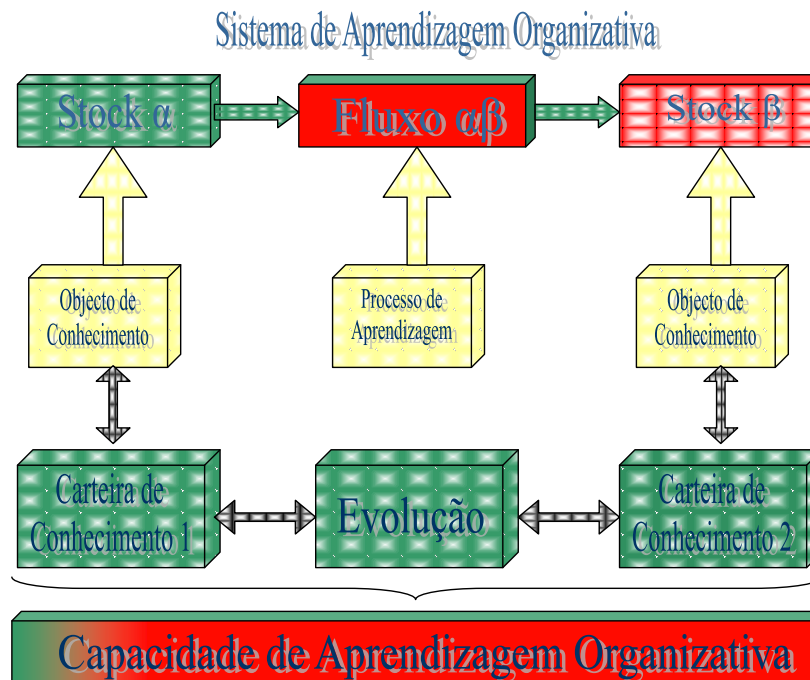 Sistema de Aprendizagem Organizativa
Stock α
Fluxo αβ
Stock β
Objecto de
Conhecimento
Processo de
Aprendizagem
Objecto de
Conhecimento
Carteira de
Conhecimento 1
Evolução
Carteira de
Conhecimento 2
Capacidade de Aprendizagem Organizativa